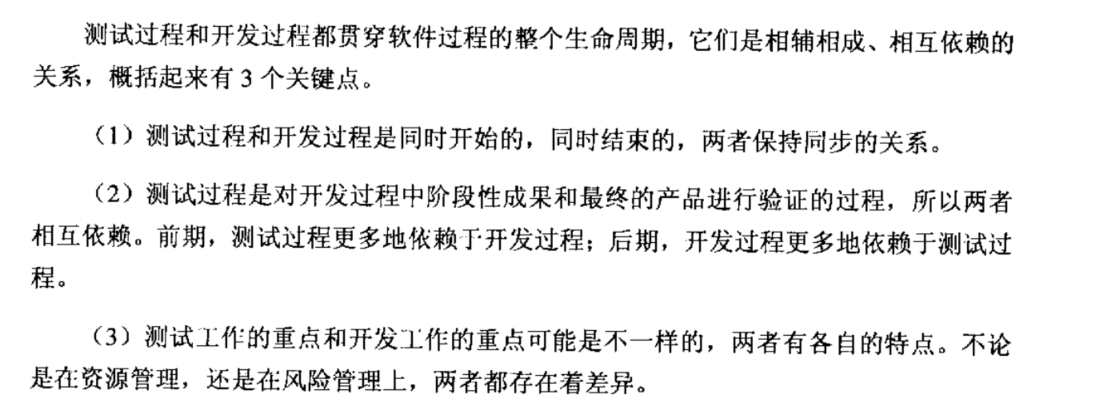 测试过程和开发过程都贯穿软件过程的整个生命周期，它们是相辅相成、相互依赖的
关系，概括起来有 3 个关键点。
（1）测试过程和开发过程是同时开始的，同时结束的，两者保持同步的关系。
（2）测试过程是对开发过程中阶段性成果和最终的产品进行验证的过程，所以两者
相互依赖。前期，测试过程更多地依赖于开发过程；后期，开发过程更多地依赖于测试过
程。
（3）测试工作的重点和开发工作的重点可能是不一样的，两者有各自的特点。不论
是在资源管理，还是在风险管理上，两者都存在着差异。